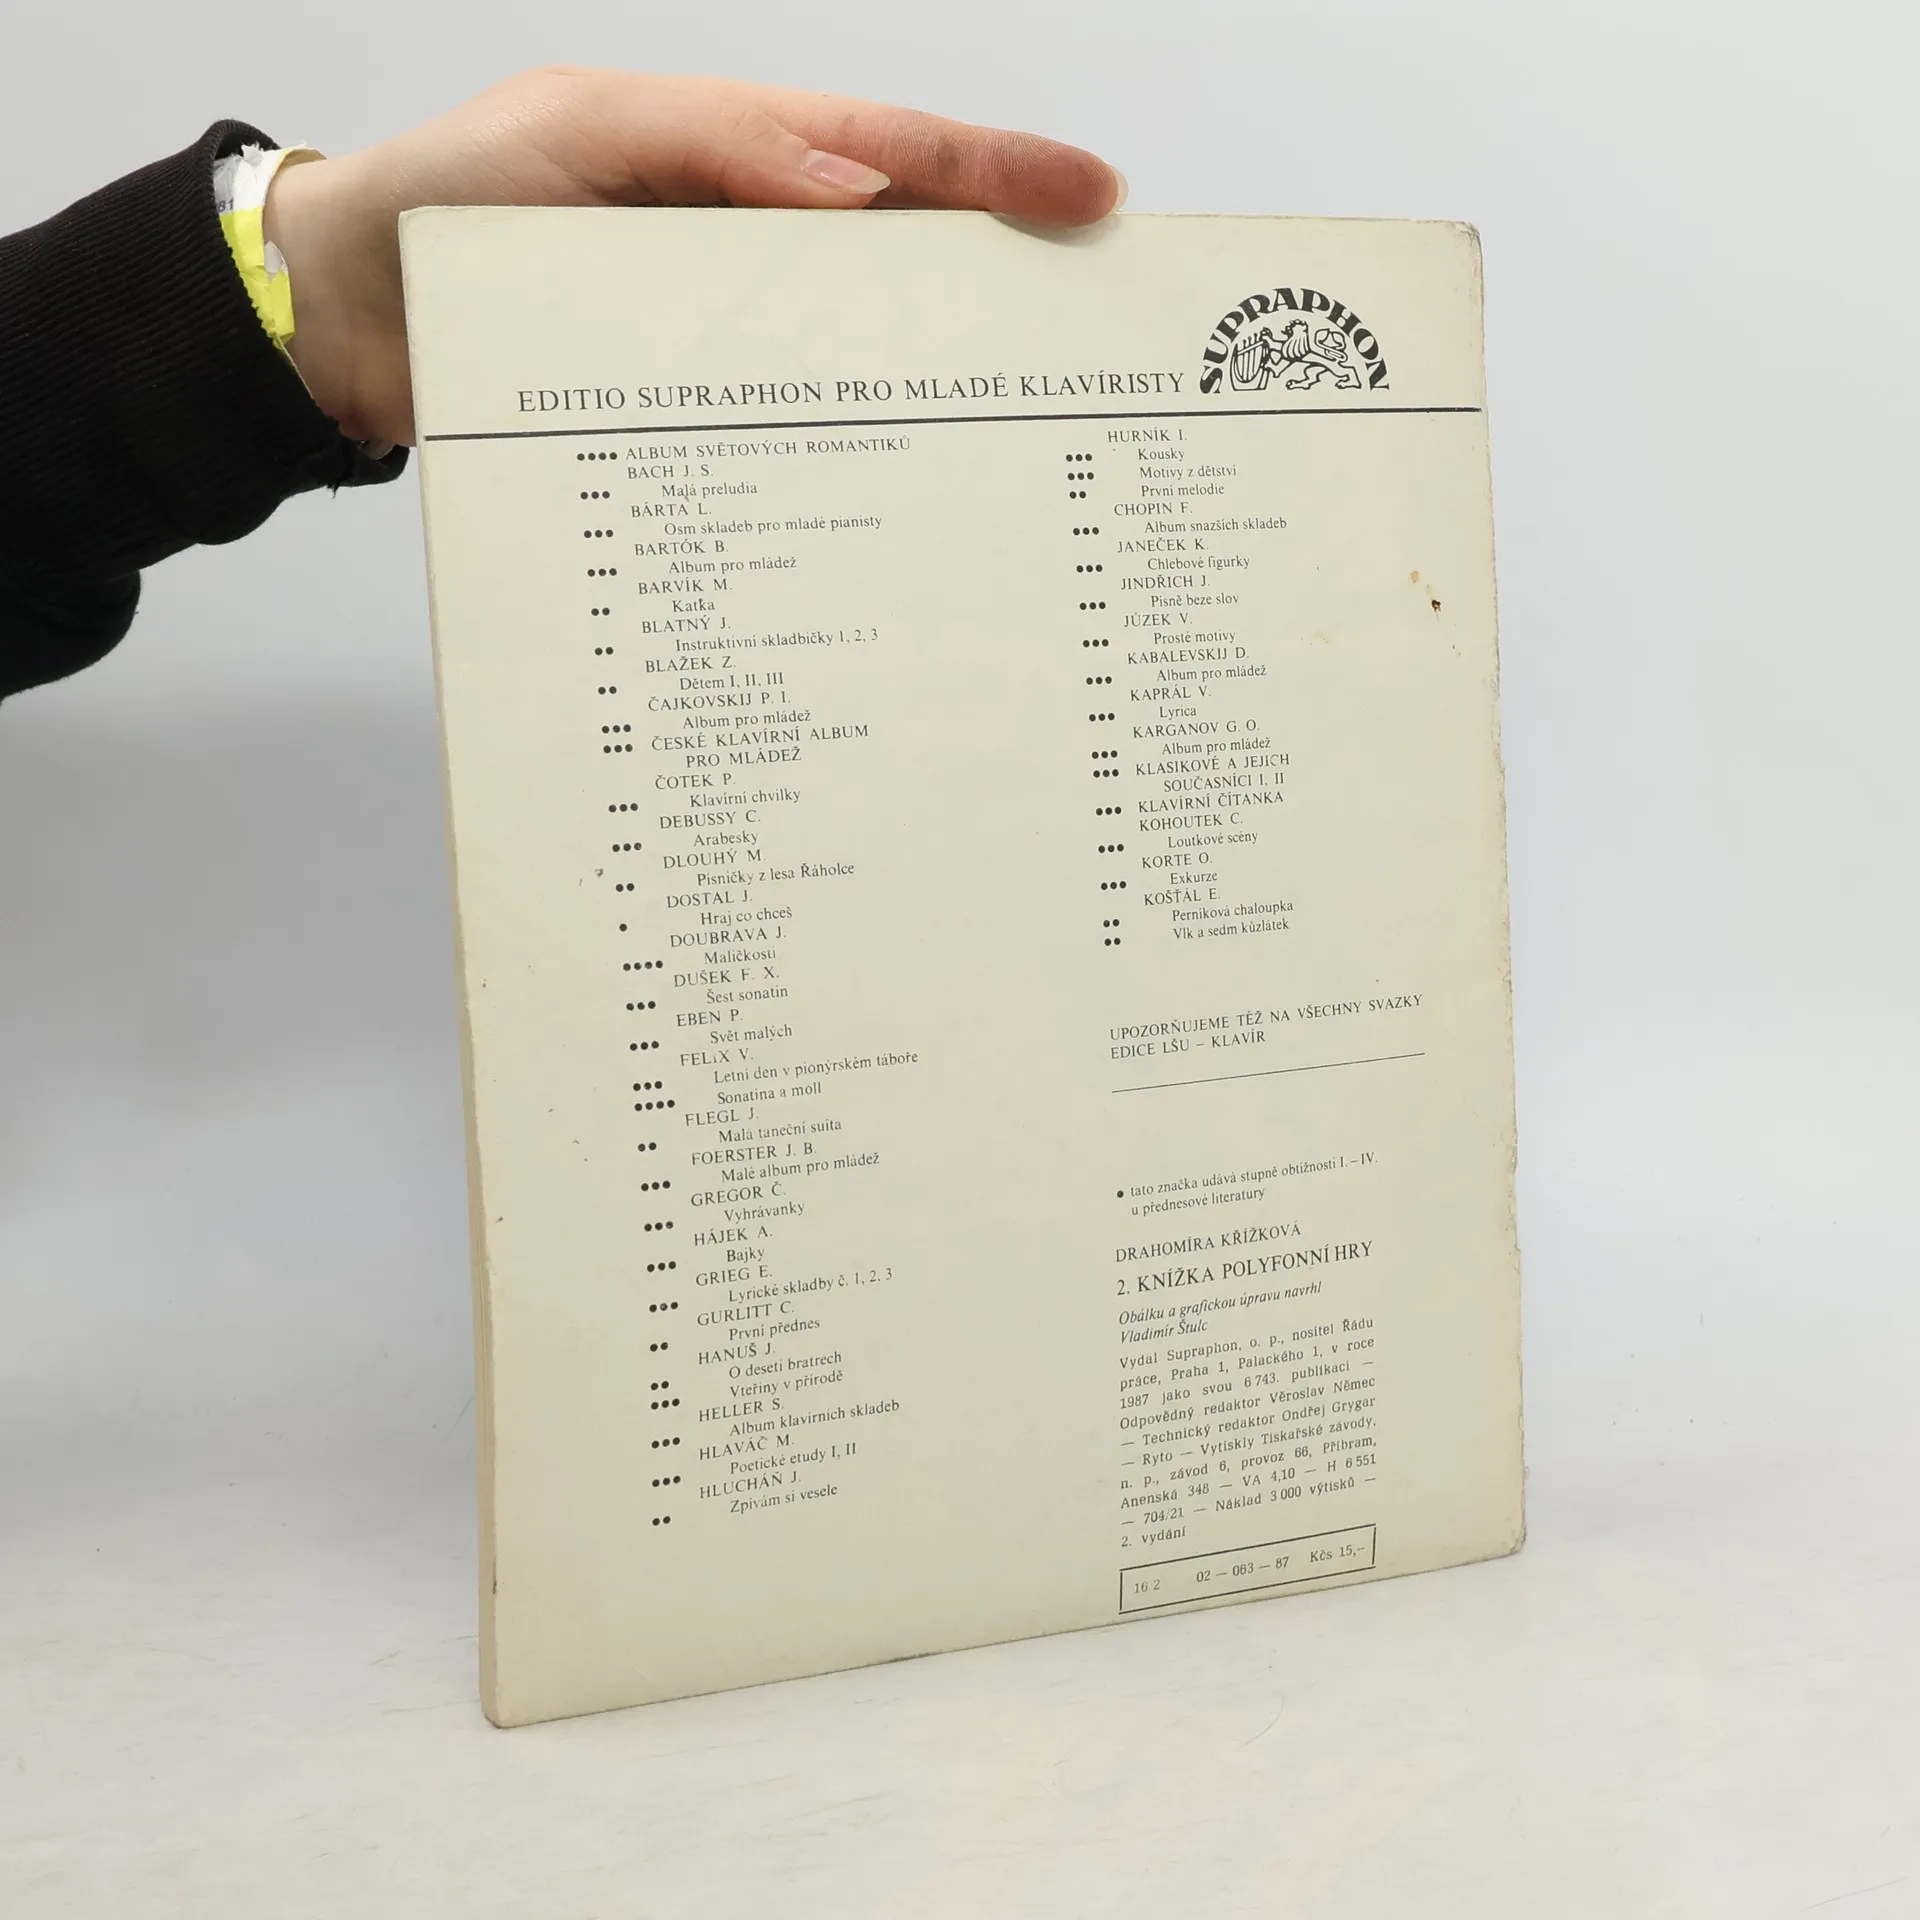 81
SUPRAPHON
EDITIO SUPRAPHON PRO MLADÉ KLAVÍRISTY
•••• ALBUM SVĚTOVÝCH ROMANTIKŮ
BACH J. S.
••• Malá preludia
BÁRTA L.
••• Osm skladeb pro mladé pianisty
BARTÓK B.
••• Album pro mládež
BARVÍK M.
•• Katka
BLATNÝ J.
•• Instruktivní skladbičky 1, 2, 3
BLAŽEK Z.
•• Dětem I, II, III
ČAJKOVSKIJ P. I.
••• Album pro mládež
••• ČESKÉ KLAVÍRNÍ ALBUM
PRO MLÁDEŽ
ČOTEK P.
••• Klavírní chvilky
DEBUSSY C.
••• Arabesky
DLOUHÝ M.
•• Písničky z lesa Řáholce
DOSTAL J.
• Hraj co chceš
DOUBRAVA J.
•••• Maličkosti
DUŠEK F. X.
••• Šest sonatin
EBEN P.
••• Svět malých
FELIX V.
••• Letní den v pionýrském táboře
•••• Sonatina a moll
FLEGL J.
•• Malá taneční suita
FOERSTER J. B.
••• Malé album pro mládež
GREGOR Č.
••• Vyhrávanky
HÁJEK A.
••• Bajky
GRIEG E.
••• Lyrické skladby č. 1, 2, 3
GURLITT C.
•• První přednes
HANUŠ J.
•• O deseti bratrech
••• Vteřiny v přírodě
HELLER S.
••• Album klavírních skladeb
HLAVÁČ M.
••• Poetické etudy I, II
HLUCHÁŇ J.
•• Zpívám si vesele
HURNÍK I.
••• Kousky
••• Motivy z dětství
•• První melodie
CHOPIN F.
••• Album snazších skladeb
JANEČEK K.
••• Chlebové figurky
JINDŘICH J.
••• Písně beze slov
JŮZEK V.
••• Prosté motivy
KABALEVSKIJ D.
••• Album pro mládež
KAPRÁL V.
••• Lyrica
KARGANOV G. O.
••• Album pro mládež
••• KLASIKOVÉ A JEJICH
SOUČASNÍCI I, II
••• KLAVÍRNÍ ČÍTANKA
KOHOUTEK C.
••• Loutkové scény
KORTE O.
••• Exkurze
KOŠŤÁL E.
•• Perníková chaloupka
•• Vlk a sedm kůzlátek
UPOZORŇUJEME TÉŽ NA VŠECHNY SVAZKY
EDICE LŠU – KLAVÍR
• tato značka udává stupně obtížnosti I.–IV.
u přednesové literatury
DRAHOMÍRA KŘÍŽKOVÁ
2. KNÍŽKA POLYFONNÍ HRY
Obálku a grafickou úpravu navrhl
Vladimír Štulc
Vydal Supraphon, o. p., nositel Řádu
práce, Praha 1, Palackého 1, v roce
1987 jako svou 6 743. publikaci —
Odpovědný redaktor Věroslav Němec
— Technický redaktor Ondřej Grygar
— Ryto — Vytiskly Tiskařské závody,
n. p., závod 6, provoz 66, Příbram,
Anenská 348 — VA 4,10 — H 6 551
— 704/21 — Náklad 3 000 výtisků —
2. vydání
16 2 02 — 063 — 87 Kčs 15,–